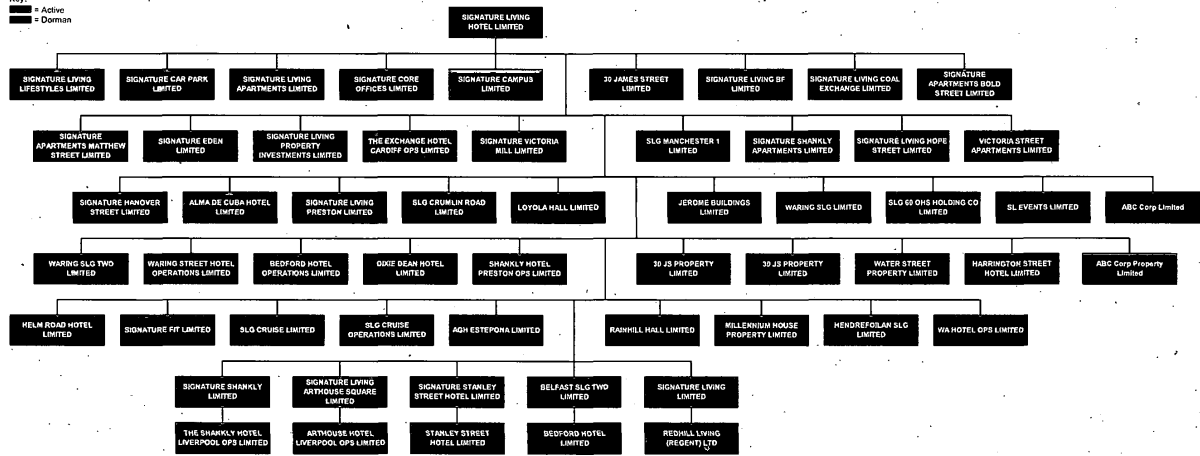 Key:
= Active
= Dorman
SIGNATURE LIVING
HOTEL LIMITED
SIGNATURE LIVING
LIFESTYLES LIMITED
SIGNATURE CAR PARK
LIMITED
SIGNATURE LIVING
APARTMENTS LIMITED
SIGNATURE CORE
OFFICES LIMITED
SIGNATURE CAMPUS
LIMITED
30 JAMES STREET
LIMITED
SIGNATURE LIVING BF
LIMITED
SIGNATURE LIVING COAL
EXCHANGE LIMITED
SIGNATURE
APARTMENTS BOLD
STREET LIMITED
SIGNATURE
APARTMENTS MATTHEW
STREET LIMITED
SIGNATURE EDEN
LIMITED
SIGNATURE LIVING
PROPERTY
INVESTMENTS LIMITED
THE EXCHANGE HOTEL
CARDIFF OPS LIMITED
SIGNATURE VICTORIA
MILL LIMITED
SLG MANCHESTER 1
LIMITED
SIGNATURE SHANKLY
APARTMENTS LIMITED
SIGNATURE LIVING HOPE
STREET LIMITED
VICTORIA STREET
APARTMENTS LIMITED
SIGNATURE HANOVER
STREET LIMITED
ALMA DE CUBA HOTEL
LIMITED
SIGNATURE LIVING
PRESTON LIMITED
SLG CRUMLIN ROAD
LIMITED
LOYOLA HALL LIMITED
JEROME BUILDINGS
LIMITED
WARING SLG LIMITED
SLG 60 OHS HOLDING CO
LIMITED
SL EVENTS LIMITED
ABC Corp Limited
WARING SLG TWO
LIMITED
WARING STREET HOTEL
OPERATIONS LIMITED
BEDFORD HOTEL
OPERATIONS LIMITED
DIXIE DEAN HOTEL
LIMITED
SHANKLY HOTEL
PRESTON OPS LIMITED
30 JS PROPERTY
LIMITED
30 JS PROPERTY
LIMITED
WATER STREET
PROPERTY LIMITED
HARRINGTON STREET
HOTEL LIMITED
ABC Corp Property
Limited
HELM ROAD HOTEL
LIMITED
SIGNATURE FIT LIMITED
SLG CRUISE LIMITED
SLG CRUISE
OPERATIONS LIMITED
AGH ESTEPONA LIMITED
RAINHILL HALL LIMITED
MILLENNIUM HOUSE
PROPERTY LIMITED
HENDREFOILAN SLG
LIMITED
WA HOTEL OPS LIMITED
SIGNATURE SHANKLY
LIMITED
SIGNATURE LIVING
ARTHOUSE SQUARE
LIMITED
SIGNATURE STANLEY
STREET HOTEL LIMITED
BELFAST SLG TWO
LIMITED
SIGNATURE LIVING
LIMITED
THE SHANKLY HOTEL
LIVERPOOL OPS LIMITED
ARTHOUSE HOTEL
LIVERPOOL OPS LIMITED
STANLEY STREET
HOTEL LIMITED
BEDFORD HOTEL
LIMITED
REDHILL LIVING
(REGENT) LTD